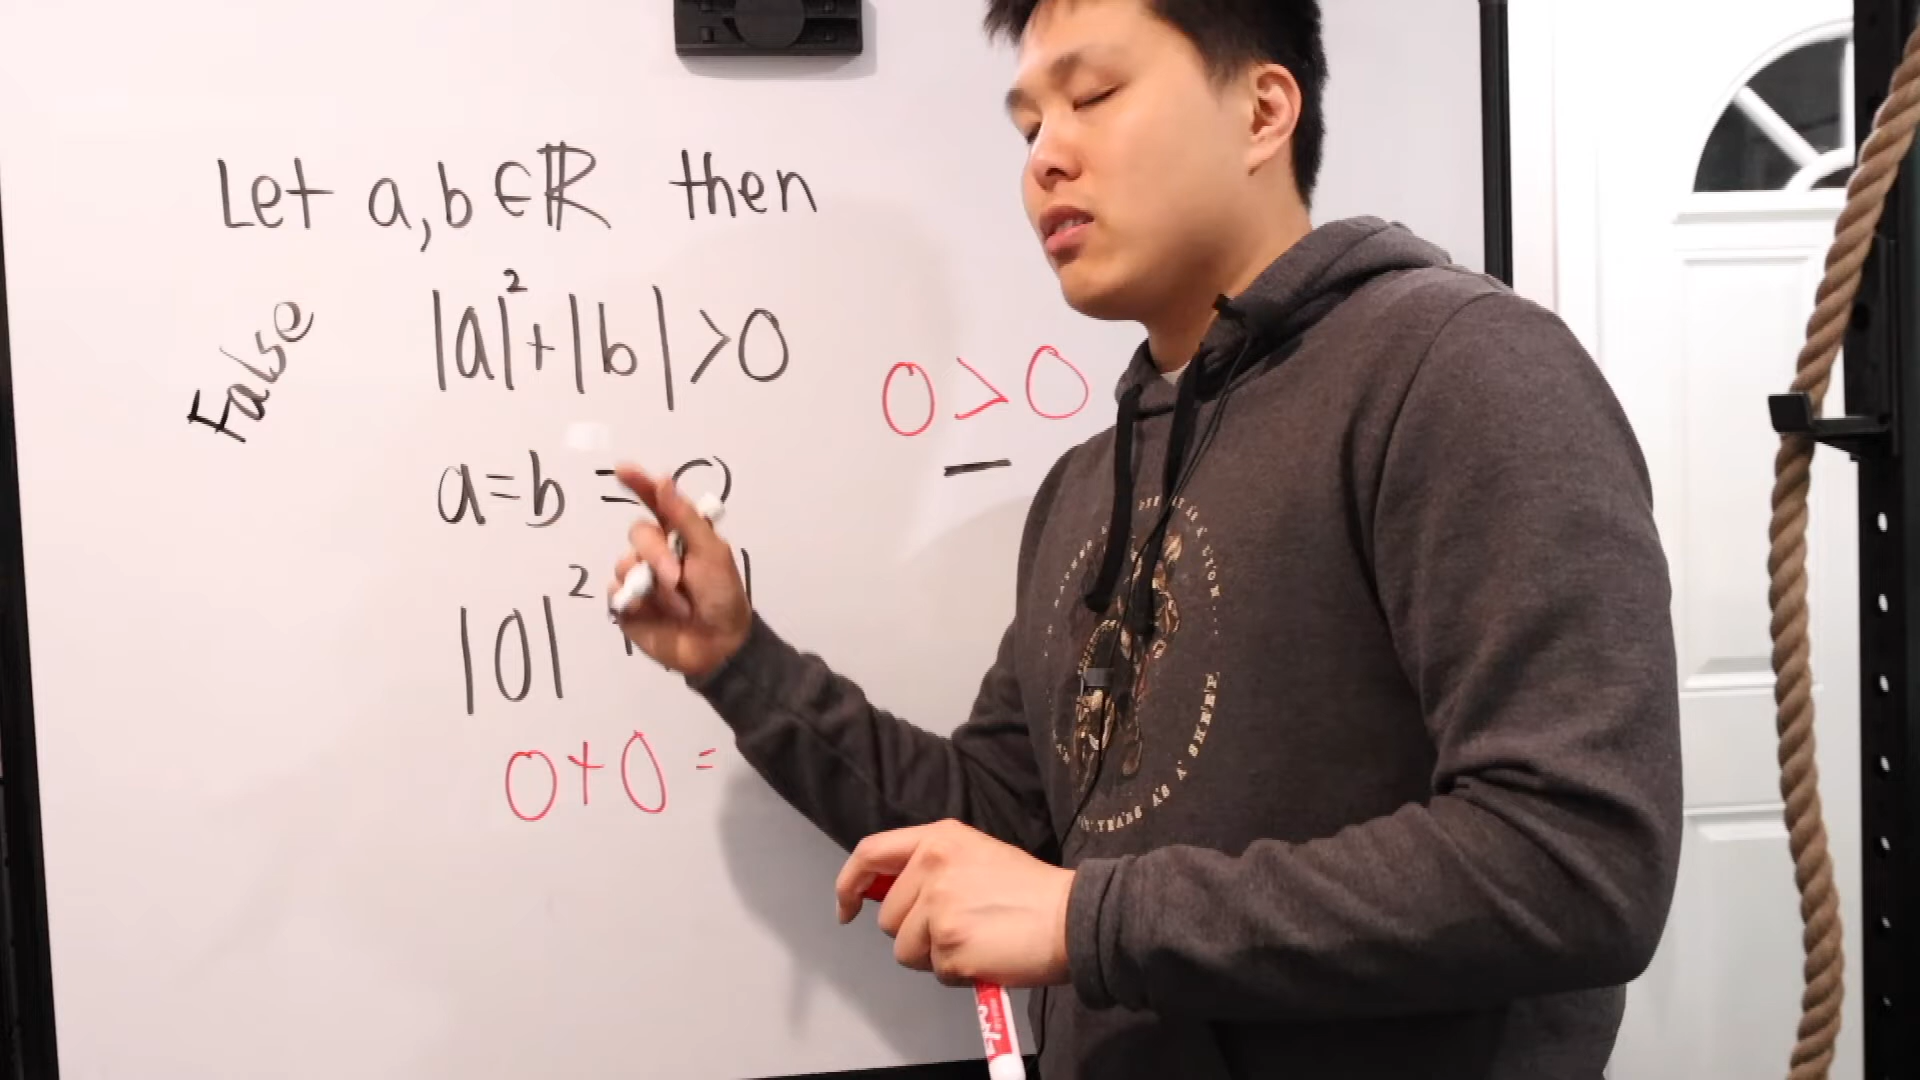 Let a,b∈ℝ then
False
|a|²+|b|>0
0>0
a=b=0
|0|²
0+0 =